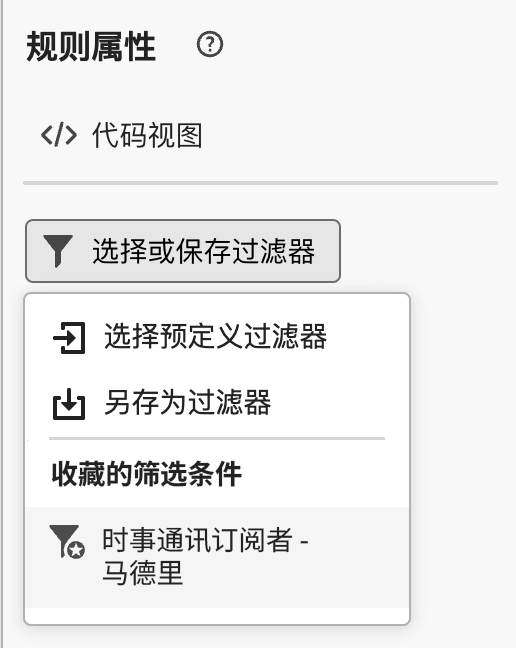 规则属性
代码视图
选择或保存过滤器
选择预定义过滤器
另存为过滤器
收藏的筛选条件
时事通讯订阅者 -
马德里